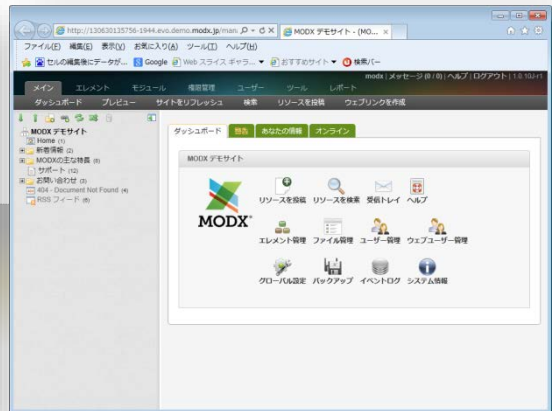 http://130630135756-1944.evo.demo.modx.jp/man
MODX デモサイト - (MO...
ファイル(F) 編集(E) 表示(V) お気に入り(A) ツール(T) ヘルプ(H)
セルの編集後にデータが... Google Web スライス ギャラ... おすすめサイト 検索バー
modx | メッセージ (0 / 0) | ヘルプ | ログアウト | 1.0.10J-r1
メイン エレメント モジュール 権限管理 ユーザー ツール レポート
ダッシュボード プレビュー サイトをリフレッシュ 検索 リソースを投稿 ウェブリンクを作成
MODX デモサイト
Home (1)
新着情報 (2)
MODXの主な特長 (6)
サポート (12)
お問い合わせ (3)
404 - Document Not Found (4)
RSS フィード (8)
ダッシュボード 警告 あなたの情報 オンライン
MODX デモサイト
MODX
リソースを投稿 リソースを検索 受信トレイ ヘルプ
エレメント管理 ファイル管理 ユーザー管理 ウェブユーザー管理
グローバル設定 バックアップ イベントログ システム情報